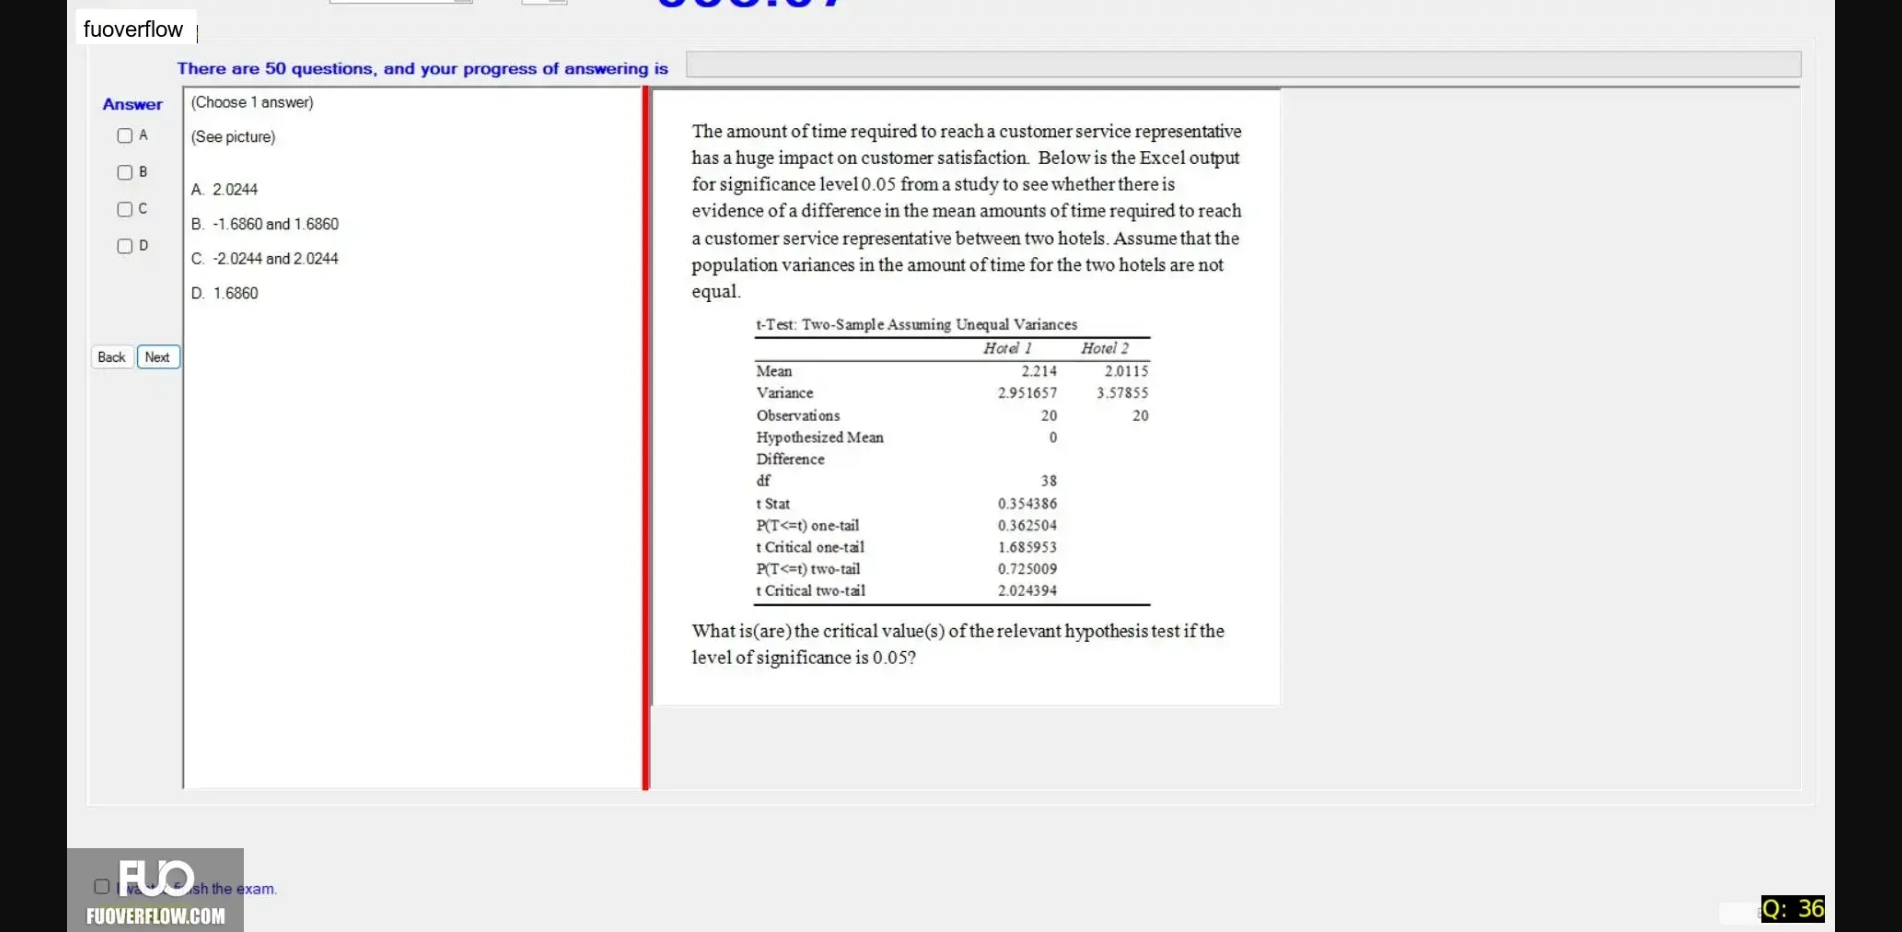 fuoverflow
There are 50 questions, and your progress of answering is
Answer
A
B
C
D
Back Next
(Choose 1 answer)
(See picture)
A. 2.0244
B. -1.6860 and 1.6860
C. -2.0244 and 2.0244
D. 1.6860
The amount of time required to reach a customer service representative
has a huge impact on customer satisfaction. Below is the Excel output
for significance level 0.05 from a study to see whether there is
evidence of a difference in the mean amounts of time required to reach
a customer service representative between two hotels. Assume that the
population variances in the amount of time for the two hotels are not
equal.
t-Test: Two-Sample Assuming Unequal Variances
Hotel 1 Hotel 2
Mean 2.214 2.0115
Variance 2.951657 3.57855
Observations 20 20
Hypothesized Mean 0
Difference
df 38
t Stat 0.354386
P(T<=t) one-tail 0.362504
t Critical one-tail 1.685953
P(T<=t) two-tail 0.725009
t Critical two-tail 2.024394
What is(are) the critical value(s) of the relevant hypothesis test if the
level of significance is 0.05?
FUO
the exam.
FUOVERFLOW.COM
Q: 36